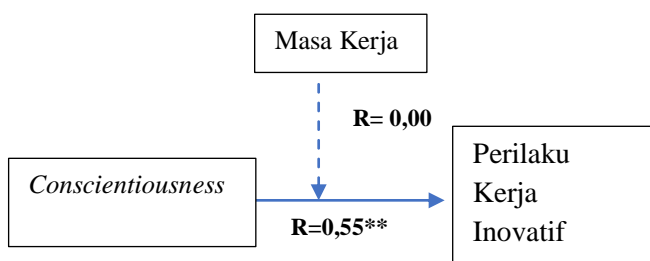 Masa Kerja
R= 0,00
Conscientiousness
R=0,55**
Perilaku
Kerja
Inovatif